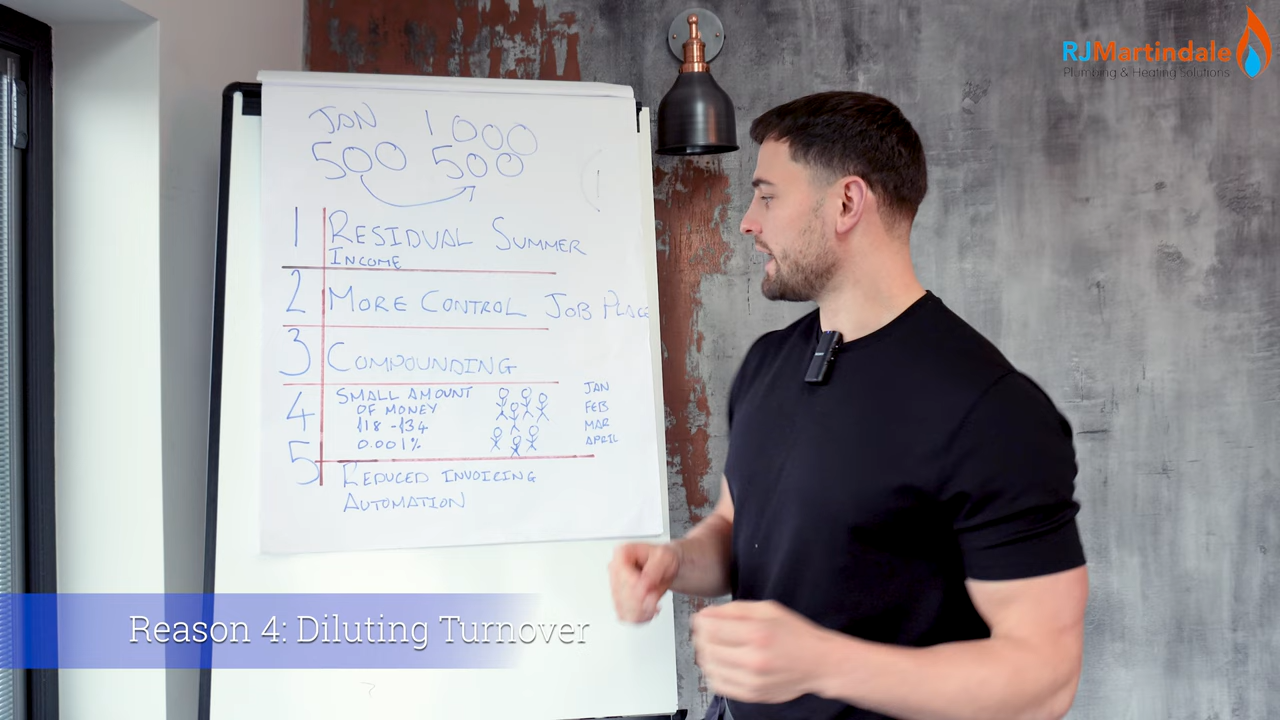 RJMartindale
Plumbing & Heating Solutions
JAN 1000
500 500
1 RESIDUAL SUMMER
INCOME
2 MORE CONTROL JOB PLACE
3 COMPOUNDING
4 SMALL AMOUNT
OF MONEY
118 -134
0.001%
JAN
FEB
MAR
APRIL
5 REDUCED INVOICING
AUTOMATION
Reason 4: Diluting Turnover